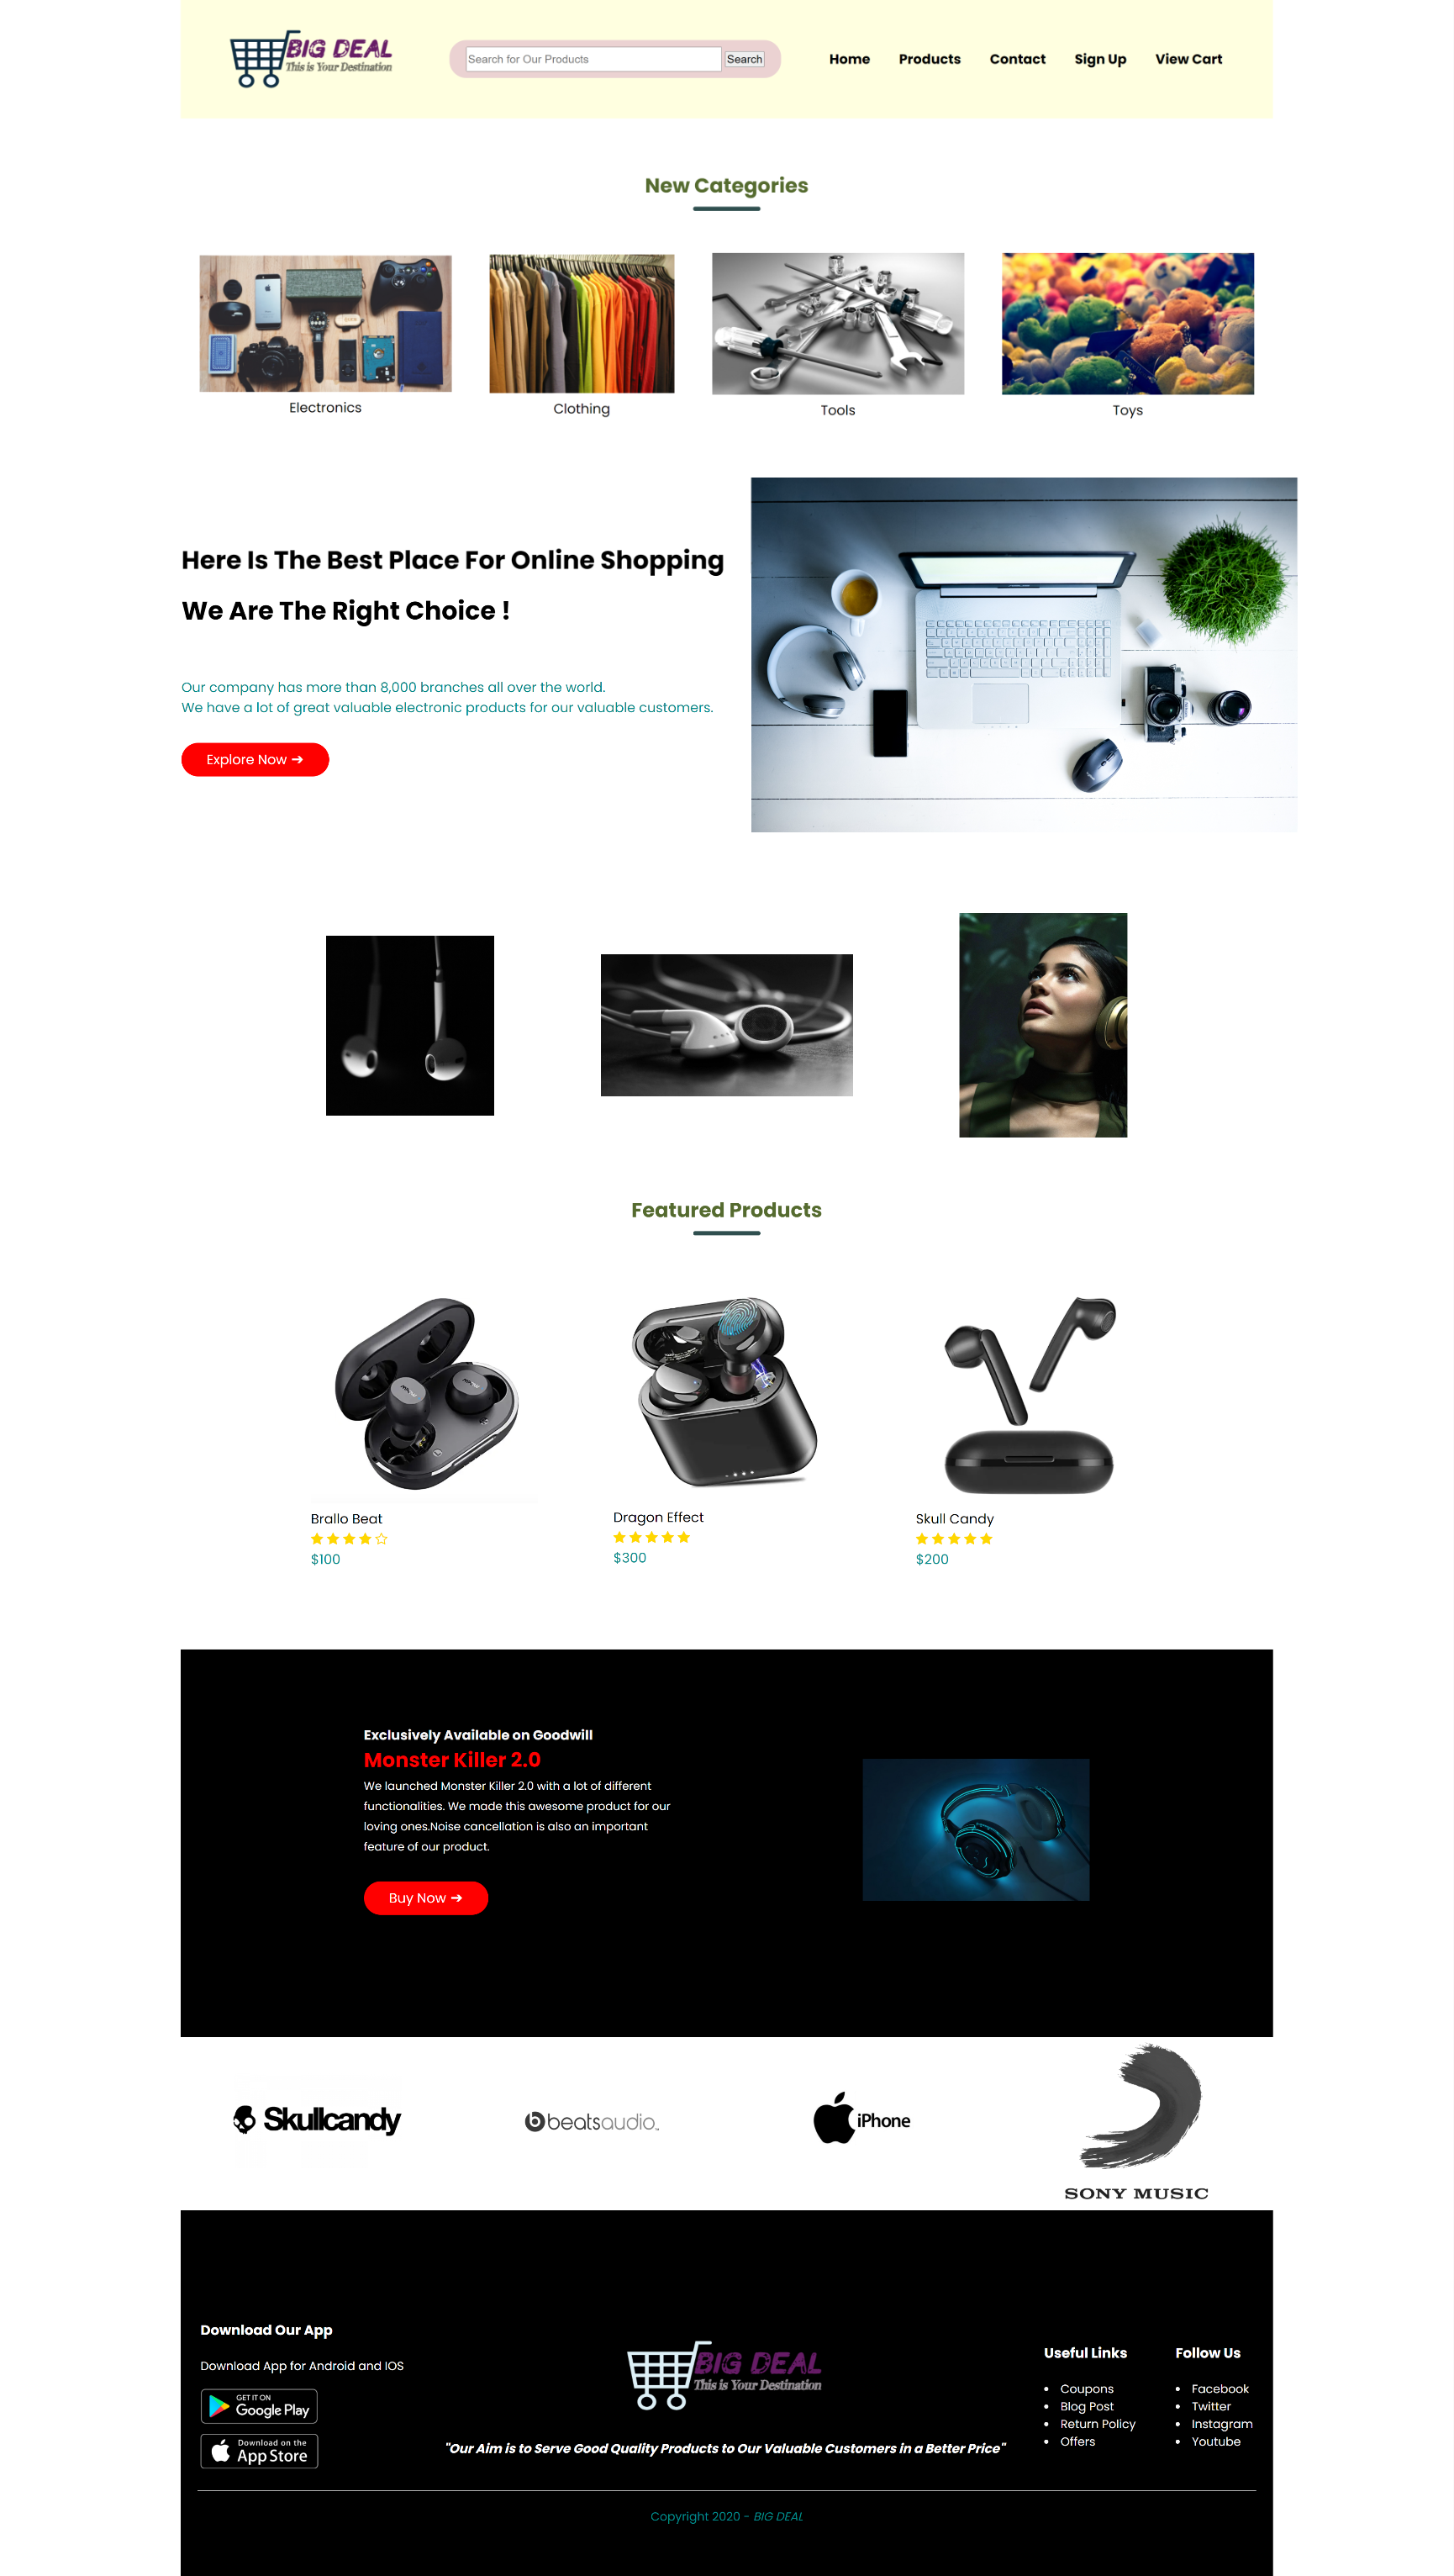 BIG DEAL
This is Your Destination
Search for Our Products
Search
Home
Products
Contact
Sign Up
View Cart
New Categories
Electronics
Clothing
Tools
Toys
Here Is The Best Place For Online Shopping
We Are The Right Choice !
Our company has more than 8,000 branches all over the world.
We have a lot of great valuable electronic products for our valuable customers.
Explore Now ➔
Featured Products
Brallo Beat
$100
Dragon Effect
$300
Skull Candy
$200
Exclusively Available on Goodwill
Monster Killer 2.0
We launched Monster Killer 2.0 with a lot of different
functionalities. We made this awesome product for our
loving ones.Noise cancellation is also an important
feature of our product.
Buy Now ➔
Skullcandy
beatsaudio
iPhone
SONY MUSIC
Download Our App
Download App for Android and IOS
GET IT ON
Google Play
Download on the
App Store
BIG DEAL
This is Your Destination
"Our Aim is to Serve Good Quality Products to Our Valuable Customers in a Better Price"
Useful Links
Coupons
Blog Post
Return Policy
Offers
Follow Us
Facebook
Twitter
Instagram
Youtube
Copyright 2020 - BIG DEAL